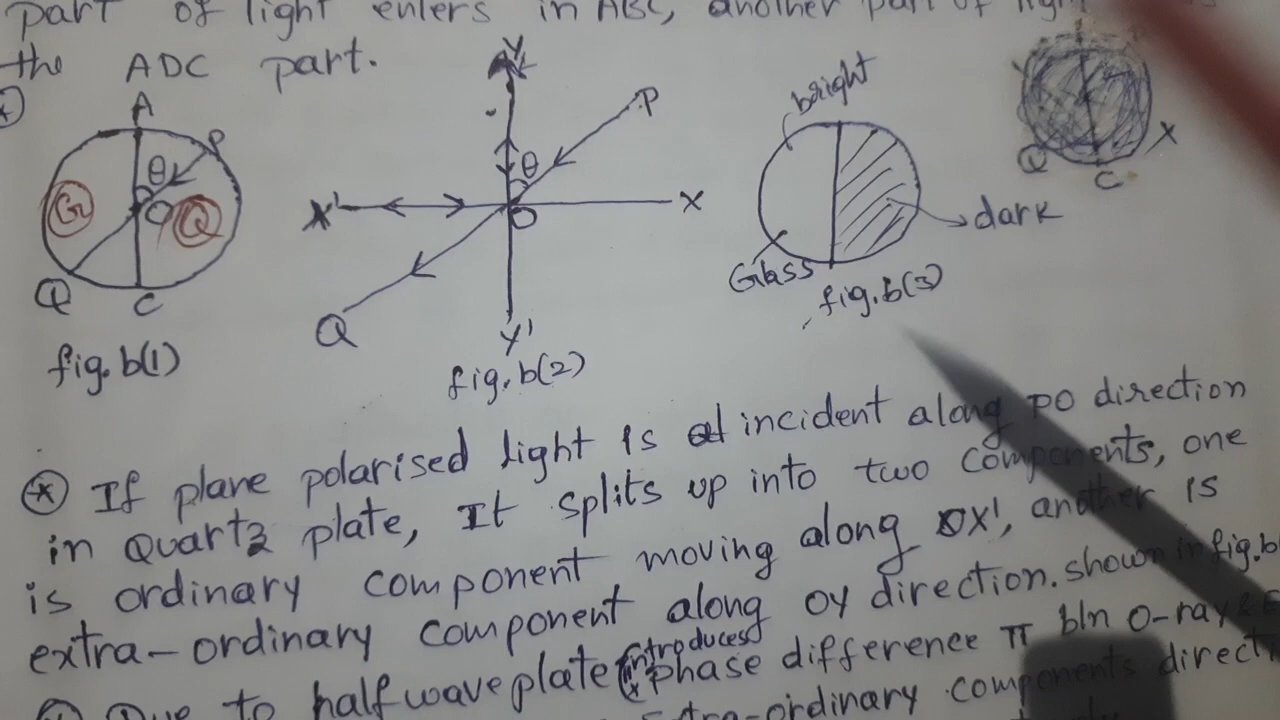 part of light enters in ABC, another part of light
the ADC part.
A
P
θ
G
O
Q
Q
C
fig.b(1)
Y
P
θ
X'
X
O
Q
Y'
fig.b(2)
bright
dark
Glass
fig.b(3)
Q
C
X
If plane polarised light is incident along PO direction
in Quartz plate, It splits up into two components, one
is ordinary component moving along OX', another is
extra-ordinary component along OY direction. shown in fig.b
Due to half wave plate introduces phase difference π b/n O-ray &
extra-ordinary components